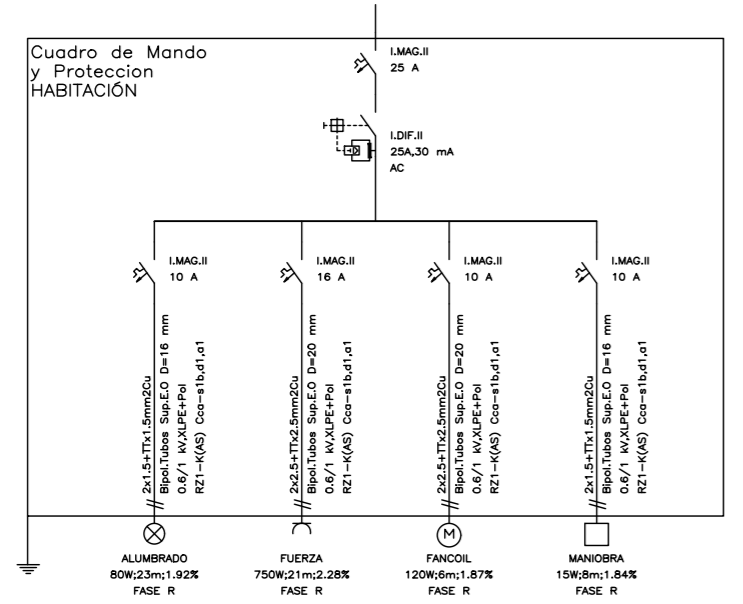 Cuadro de Mando
y Proteccion
HABITACIÓN
I.MAG.II
25 A
I.DIF.II
25A,30 mA
AC
I.MAG.II
10 A
I.MAG.II
16 A
I.MAG.II
10 A
I.MAG.II
10 A
2x1.5+TTx1.5mm2Cu
Bipol.Tubos Sup.E.O D=16 mm
0.6/1 kV,XLPE+Pol
RZ1-K(AS) Cca-s1b,d1,a1
2x2.5+TTx2.5mm2Cu
Bipol.Tubos Sup.E.O D=20 mm
0.6/1 kV,XLPE+Pol
RZ1-K(AS) Cca-s1b,d1,a1
2x2.5+TTx2.5mm2Cu
Bipol.Tubos Sup.E.O D=20 mm
0.6/1 kV,XLPE+Pol
RZ1-K(AS) Cca-s1b,d1,a1
2x1.5+TTx1.5mm2Cu
Bipol.Tubos Sup.E.O D=16 mm
0.6/1 kV,XLPE+Pol
RZ1-K(AS) Cca-s1b,d1,a1
M
ALUMBRADO
80W;23m;1.92%
FASE R
FUERZA
750W;21m;2.28%
FASE R
FANCOIL
120W;6m;1.87%
FASE R
MANIOBRA
15W;8m;1.84%
FASE R